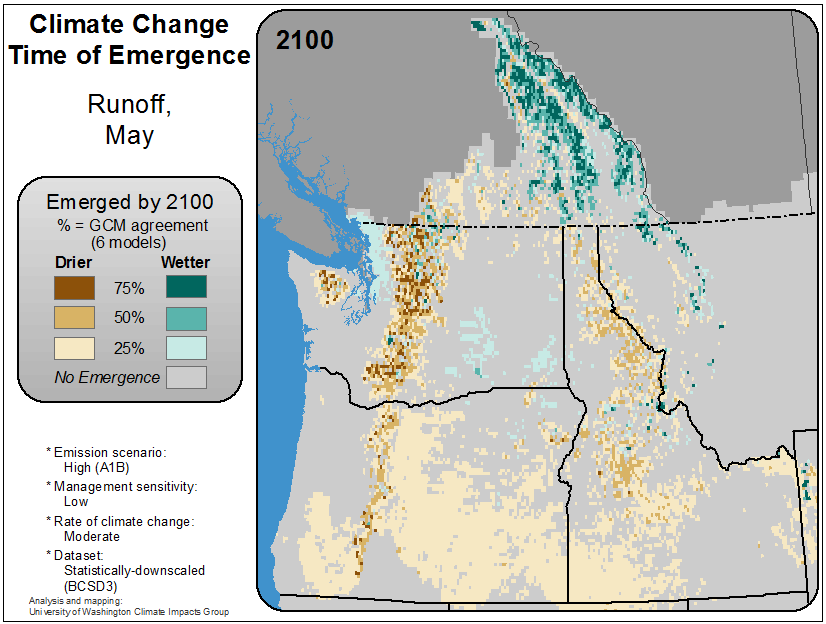 Climate Change
Time of Emergence
Runoff,
May
2100
Emerged by 2100
% = GCM agreement
(6 models)
Drier Wetter
75%
50%
25%
No Emergence
* Emission scenario:
High (A1B)
* Management sensitivity:
Low
* Rate of climate change:
Moderate
* Dataset:
Statistically-downscaled
(BCSD3)
Analysis and mapping:
University of Washington Climate Impacts Group